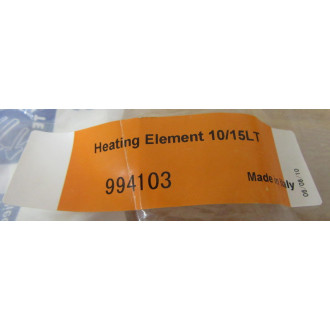 Heating Element 10/15LT
994103
Made in Italy